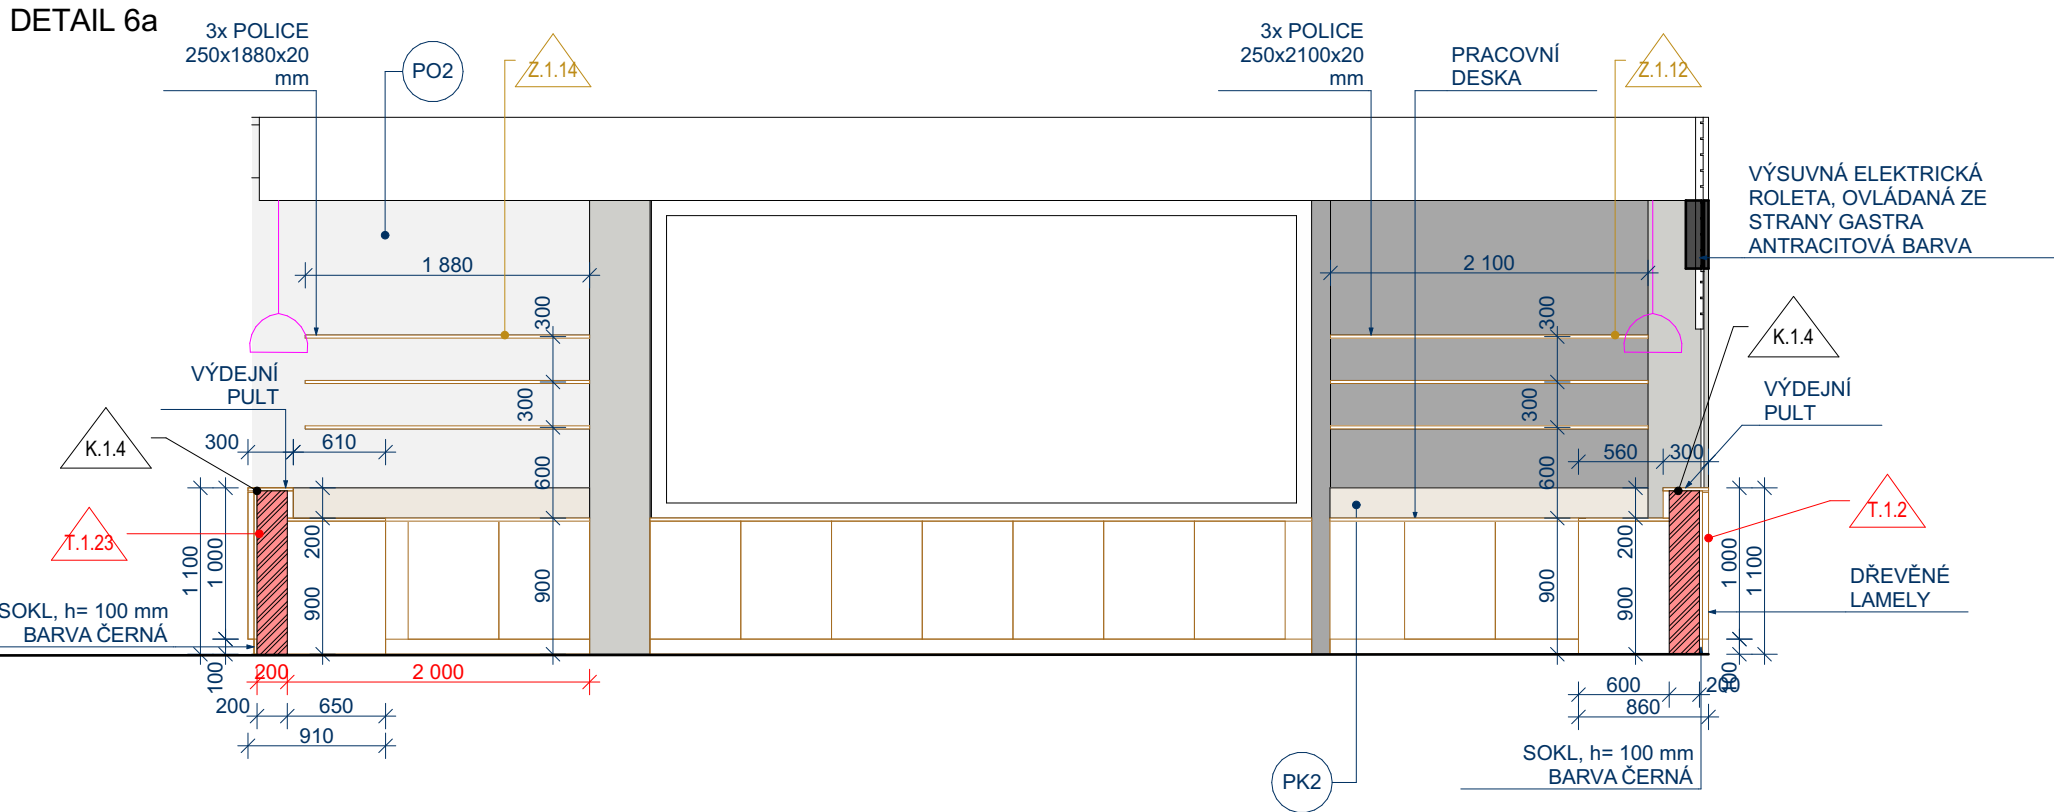 DETAIL 6a
3x POLICE
250x1880x20
mm
PO2
Z.1.14
3x POLICE
250x2100x20
mm
PRACOVNÍ
DESKA
Z.1.12
VÝSUVNÁ ELEKTRICKÁ
ROLETA, OVLÁDANÁ ZE
STRANY GASTRA
ANTRACITOVÁ BARVA
1 880
2 100
300
300
K.1.4
VÝDEJNÍ
PULT
VÝDEJNÍ
PULT
300
300
K.1.4
300
610
560
300
600
600
T.1.23
T.1.2
1 100
1 000
200
900
900
900
200
900
1 000
1 100
DŘEVĚNÉ
LAMELY
SOKL, h= 100 mm
BARVA ČERNÁ
100
200
2 000
200
650
910
600
200
100
860
SOKL, h= 100 mm
BARVA ČERNÁ
PK2